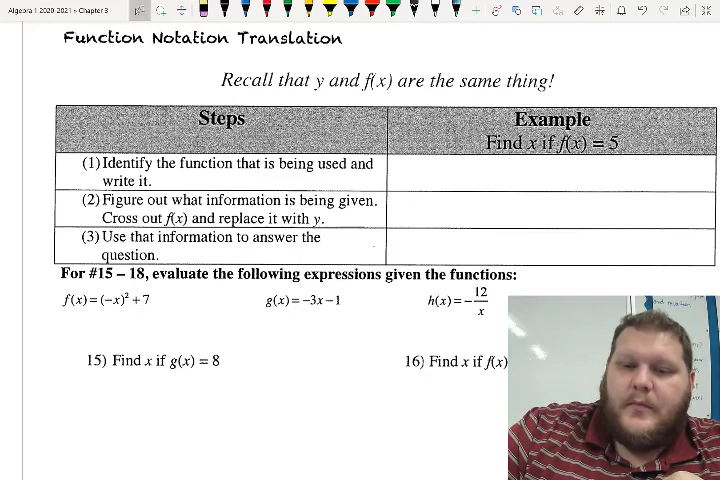 Algebra 1 2020-2021 » Chapter 3
Function Notation Translation
Recall that y and f(x) are the same thing!
Steps
Example
Find x if f(x) = 5
(1) Identify the function that is being used and
write it.
(2) Figure out what information is being given.
Cross out f(x) and replace it with y.
(3) Use that information to answer the
question.
For #15 – 18, evaluate the following expressions given the functions:
f(x)=(−x)²+7
g(x)=−3x−1
h(x)=−12/x
15) Find x if g(x) = 8
16) Find x if f(x)